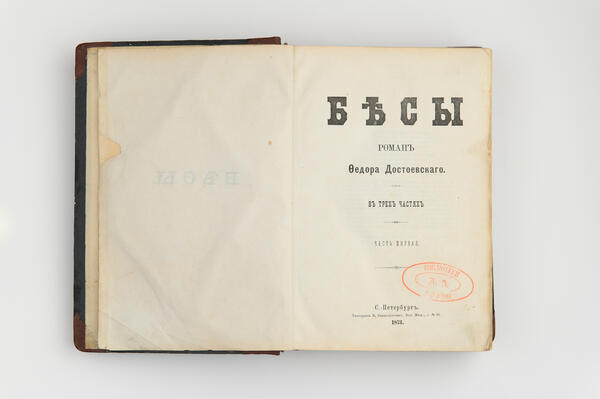 БѢСЫ
РОМАНЪ
Ѳедора Достоевскаго.
ВЪ ТРЕХЪ ЧАСТЯХЪ
ЧАСТЬ ПЕРВАЯ.
С.-Петербургъ.
1873.